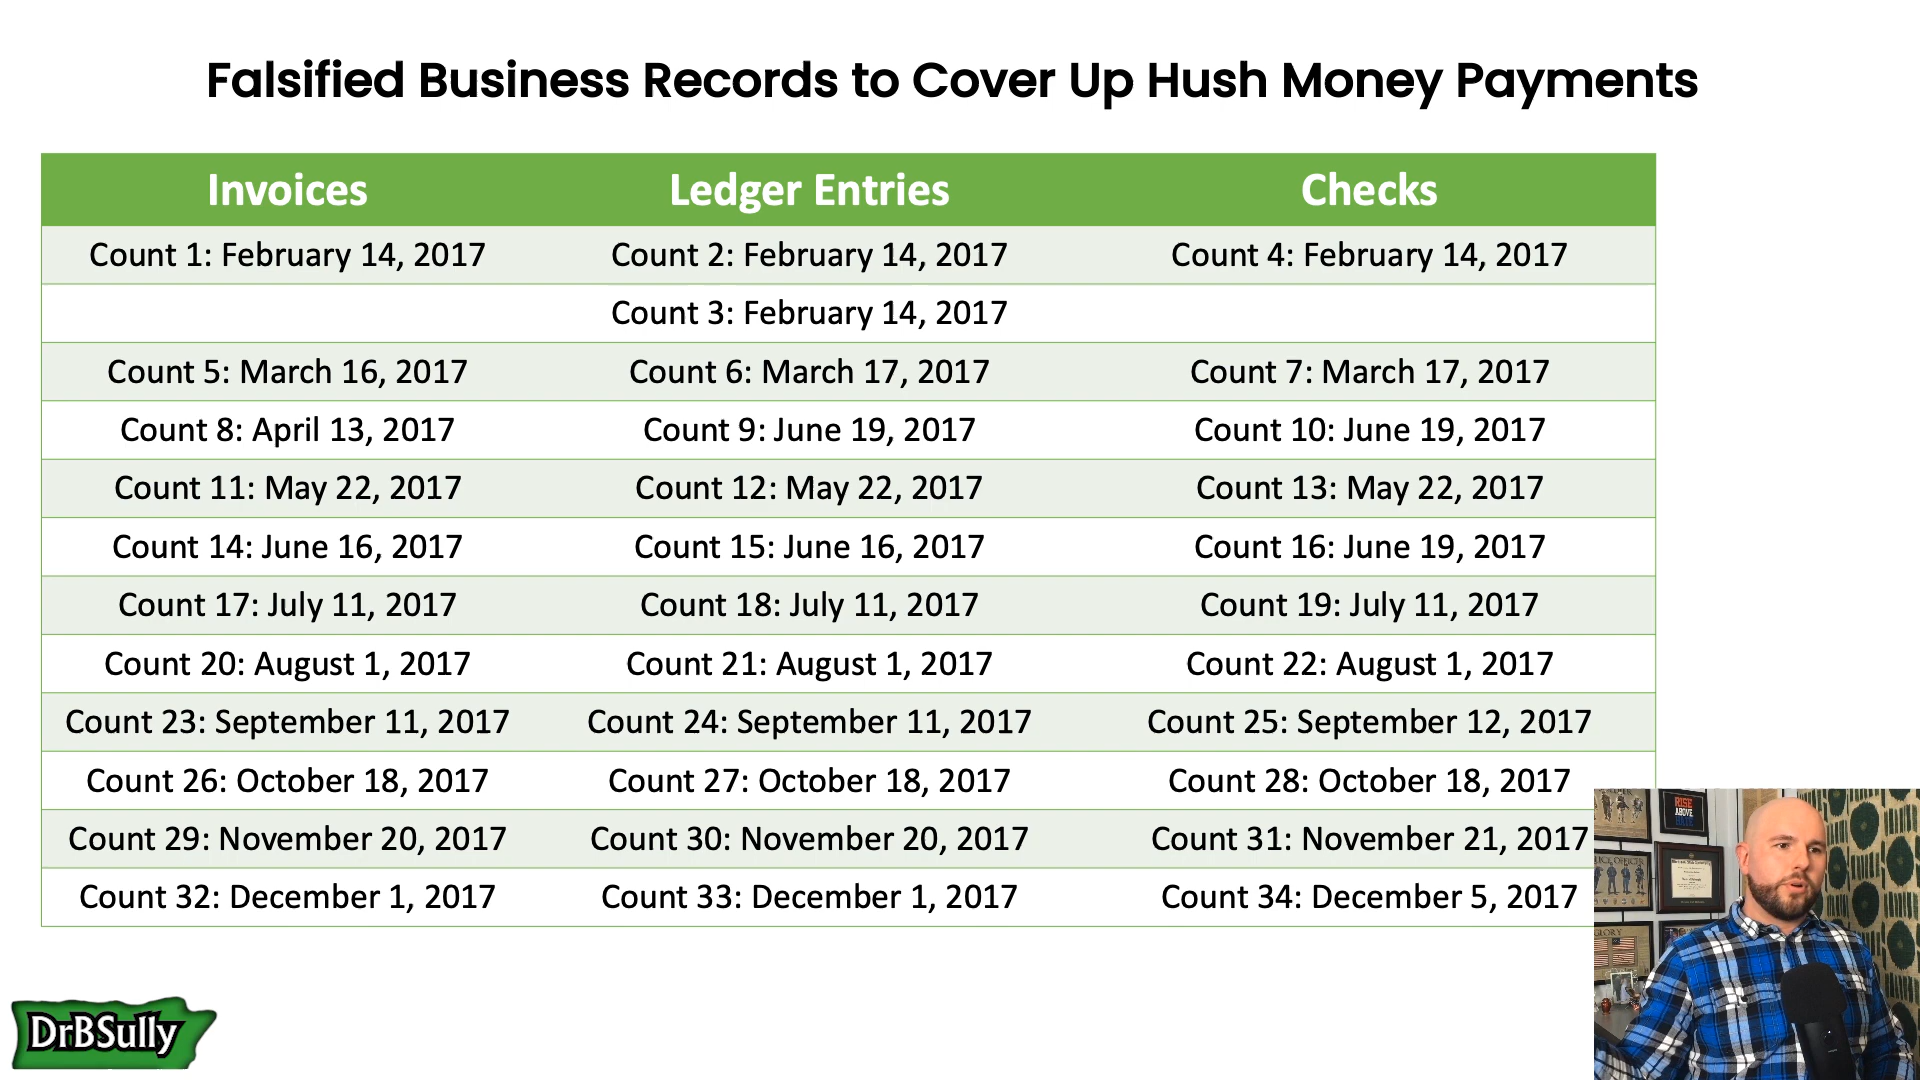 Falsified Business Records to Cover Up Hush Money Payments
Invoices Ledger Entries Checks
Count 1: February 14, 2017 Count 2: February 14, 2017 Count 4: February 14, 2017
Count 3: February 14, 2017
Count 5: March 16, 2017 Count 6: March 17, 2017 Count 7: March 17, 2017
Count 8: April 13, 2017 Count 9: June 19, 2017 Count 10: June 19, 2017
Count 11: May 22, 2017 Count 12: May 22, 2017 Count 13: May 22, 2017
Count 14: June 16, 2017 Count 15: June 16, 2017 Count 16: June 19, 2017
Count 17: July 11, 2017 Count 18: July 11, 2017 Count 19: July 11, 2017
Count 20: August 1, 2017 Count 21: August 1, 2017 Count 22: August 1, 2017
Count 23: September 11, 2017 Count 24: September 11, 2017 Count 25: September 12, 2017
Count 26: October 18, 2017 Count 27: October 18, 2017 Count 28: October 18, 2017
Count 29: November 20, 2017 Count 30: November 20, 2017 Count 31: November 21, 2017
Count 32: December 1, 2017 Count 33: December 1, 2017 Count 34: December 5, 2017
RISE
ABOVE
GLORY
DrBSully